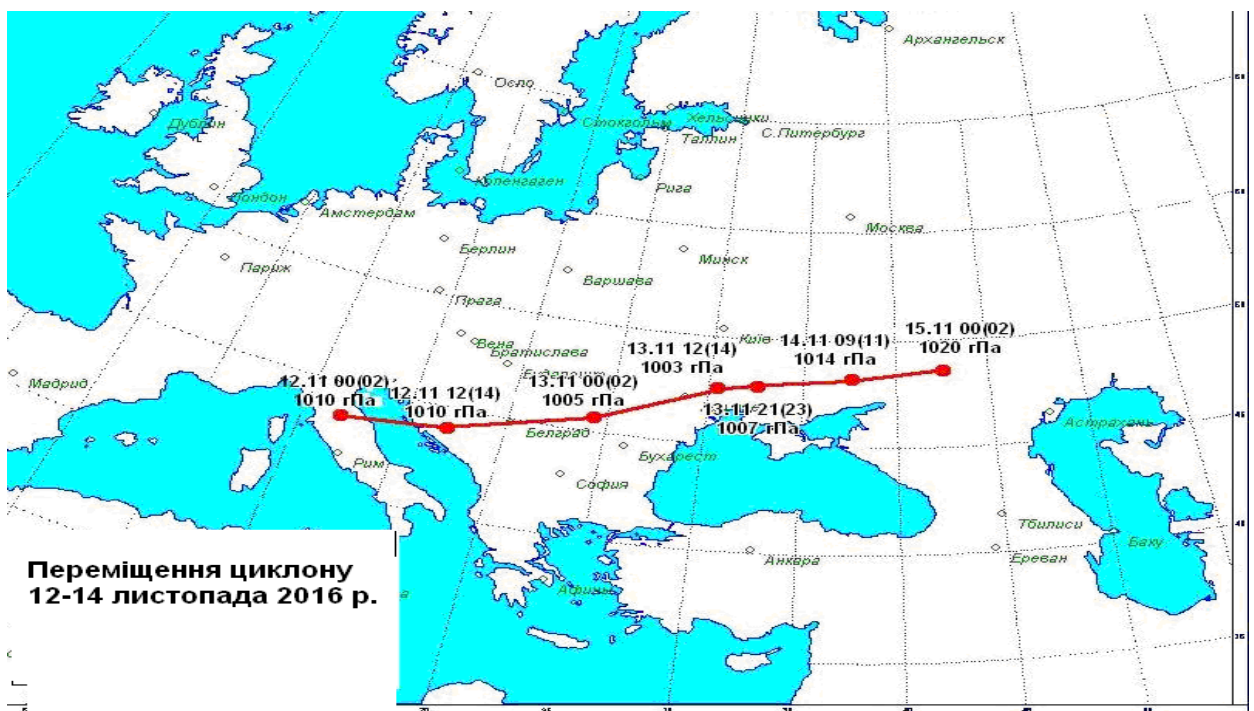 Архангельск
Осло
Стокгольм
Хельсинки
Таллин
С.Питербург
Дублин
Рига
Копенгаген
Лондон
Амстердам
Москва
Берлин
Минск
Париж
Варшава
Прага
Київ
Вена
Братислава
Будапешт
Мадрид
12.11 00(02)
1010 гПа
12.11 12(14)
1010 гПа
13.11 00(02)
1005 гПа
13.11 12(14)
1003 гПа
13.11 21(23)
1007 гПа
14.11 09(11)
1014 гПа
15.11 00(02)
1020 гПа
Астрахань
Белград
Бухарест
Рим
София
Тбилиси
Анкара
Ереван
Баку
Афины
Переміщення циклону
12-14 листопада 2016 р.